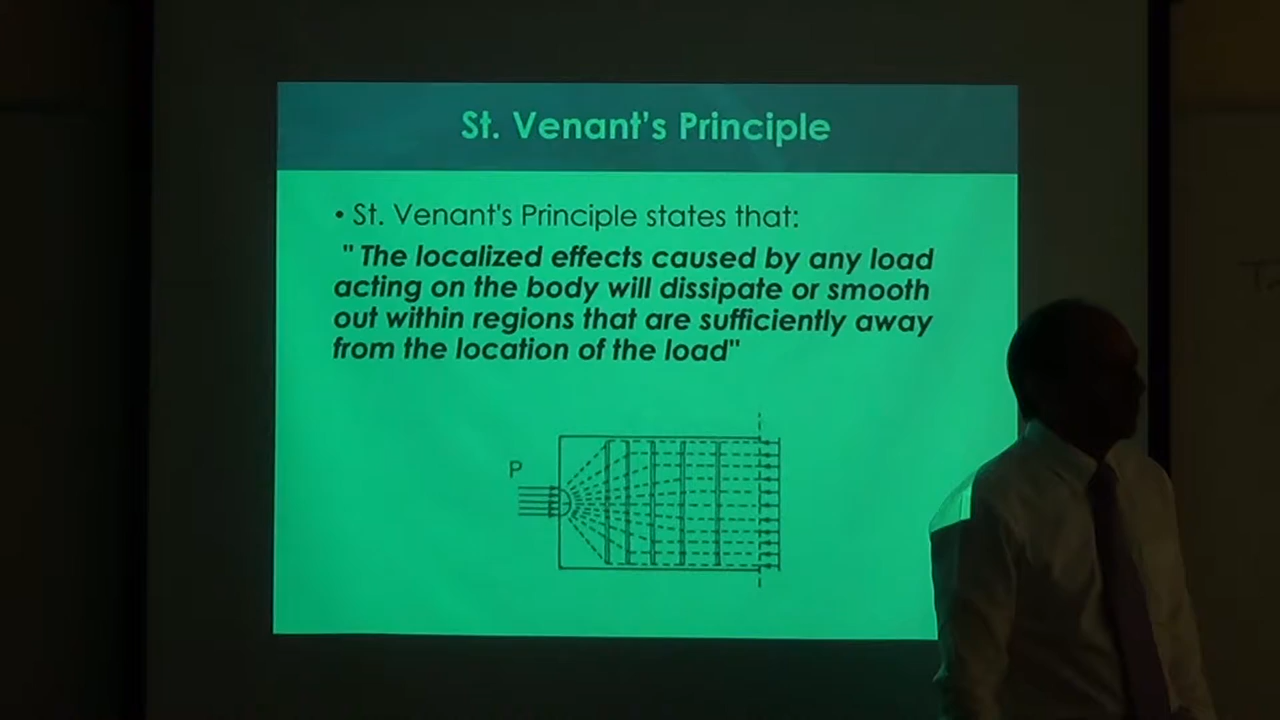 St. Venant's Principle
• St. Venant's Principle states that:
" The localized effects caused by any load
acting on the body will dissipate or smooth
out within regions that are sufficiently away
from the location of the load"
P